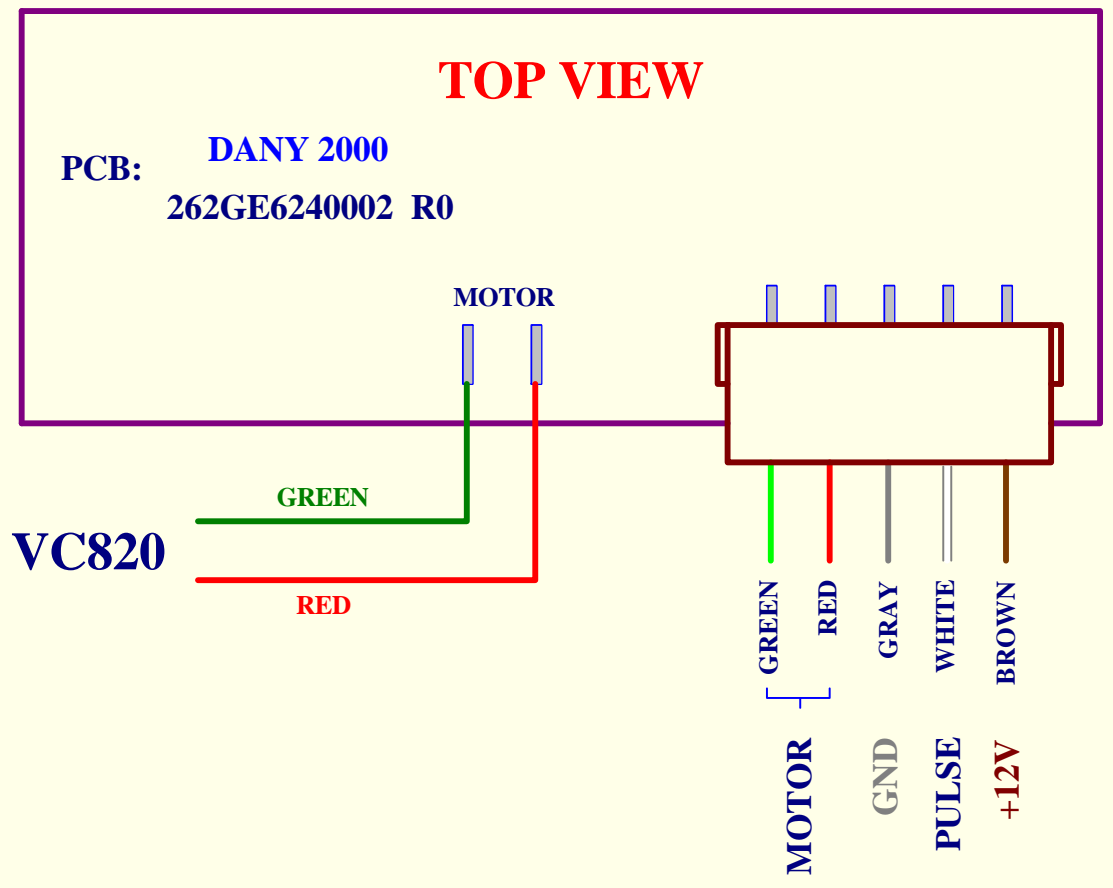 TOP VIEW
DANY 2000
PCB:
262GE6240002 R0
MOTOR
GREEN
VC820
RED
GREEN
RED
GRAY
WHITE
BROWN
MOTOR
GND
PULSE
+12V